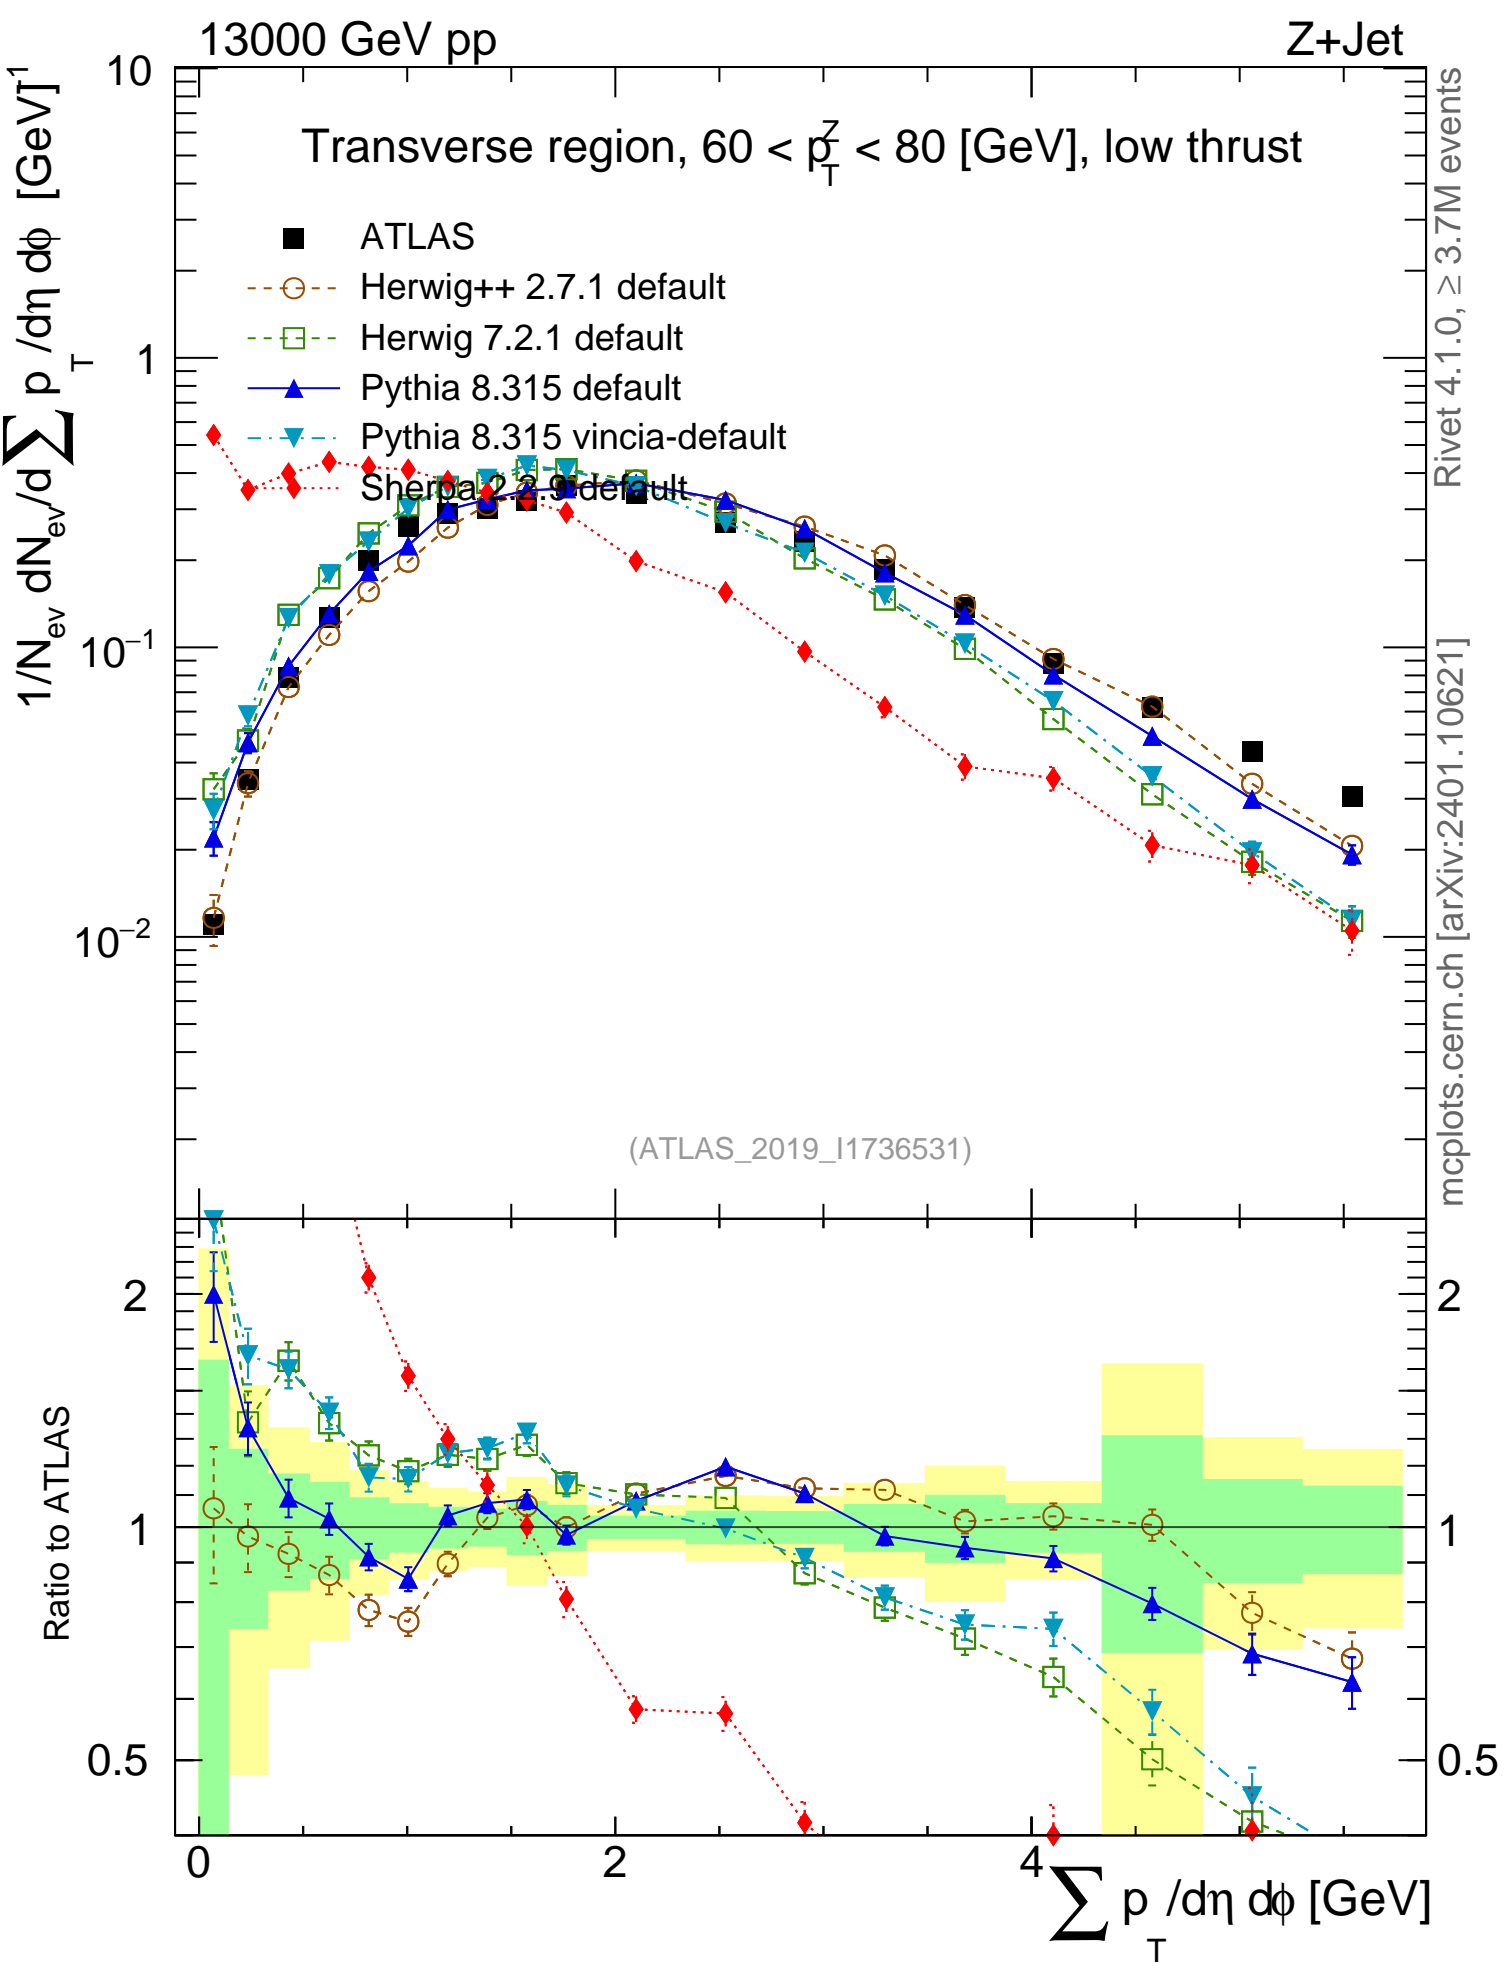 13000 GeV pp
Z+Jet
Transverse region, 60 < p_T^Z < 80 [GeV], low thrust
ATLAS
Herwig++ 2.7.1 default
Herwig 7.2.1 default
Pythia 8.315 default
Pythia 8.315 vincia-default
Sherpa 2.2.9 default
1/N_ev dN_ev/d∑ p_T/dη dϕ [GeV]^-1
10
1
10^−1
10^−2
(ATLAS_2019_I1736531)
Rivet 4.1.0, ≥ 3.7M events
mcplots.cern.ch [arXiv:2401.10621]
Ratio to ATLAS
2
1
0.5
2
1
0.5
0
2
4
∑ p_T/dη dϕ [GeV]